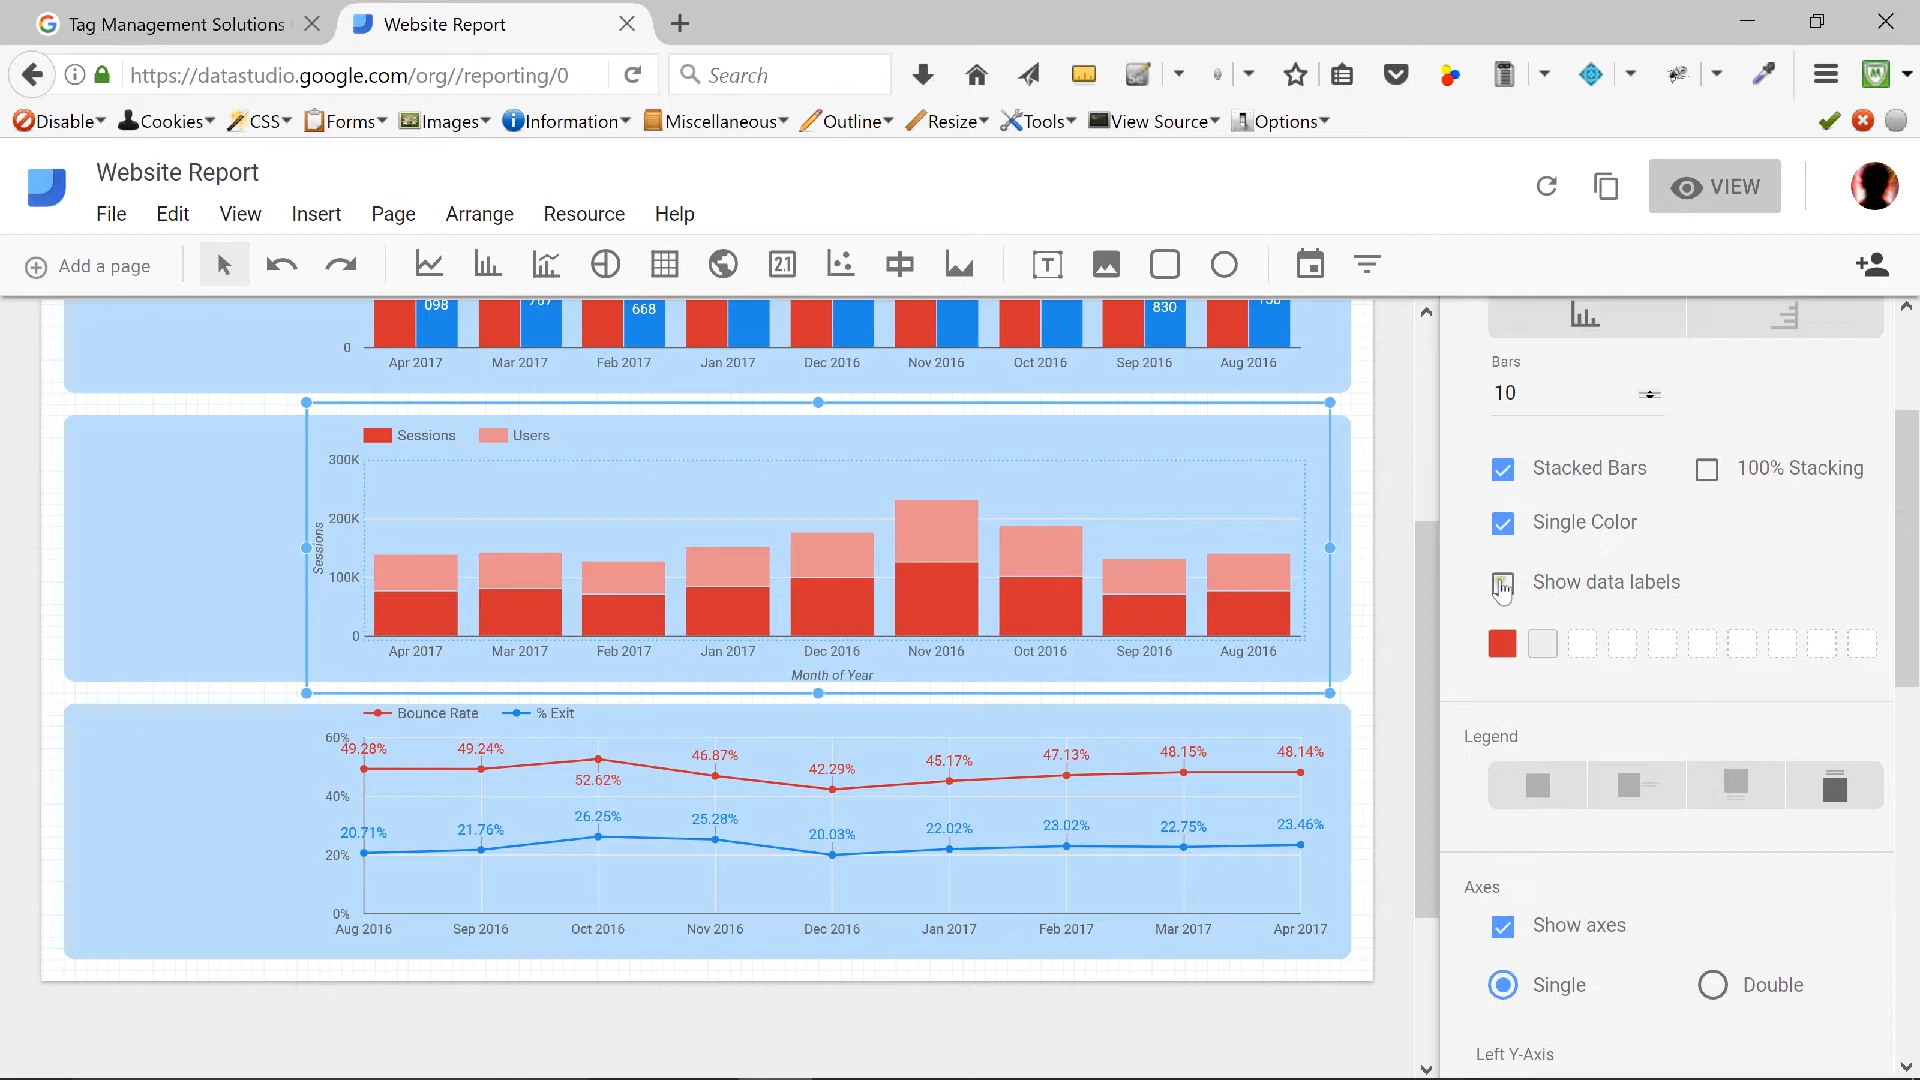 Tag Management Solutions
Website Report
https://datastudio.google.com/org//reporting/0
Search
Disable
Cookies
CSS
Forms
Images
Information
Miscellaneous
Outline
Resize
Tools
View Source
Options
Website Report
VIEW
File Edit View Insert Page Arrange Resource Help
Add a page
21
T
098
668
830
0
Apr 2017 Mar 2017 Feb 2017 Jan 2017 Dec 2016 Nov 2016 Oct 2016 Sep 2016 Aug 2016
Sessions Users
300K
200K
100K
0
Sessions
Apr 2017 Mar 2017 Feb 2017 Jan 2017 Dec 2016 Nov 2016 Oct 2016 Sep 2016 Aug 2016
Month of Year
Bounce Rate % Exit
60%
40%
20%
0%
49.28% 49.24% 52.62% 46.87% 42.29% 45.17% 47.13% 48.15% 48.14%
20.71% 21.76% 26.25% 25.28% 20.03% 22.02% 23.02% 22.75% 23.46%
Aug 2016 Sep 2016 Oct 2016 Nov 2016 Dec 2016 Jan 2017 Feb 2017 Mar 2017 Apr 2017
Bars
10
Stacked Bars 100% Stacking
Single Color
Show data labels
Legend
Axes
Show axes
Single Double
Left Y-Axis